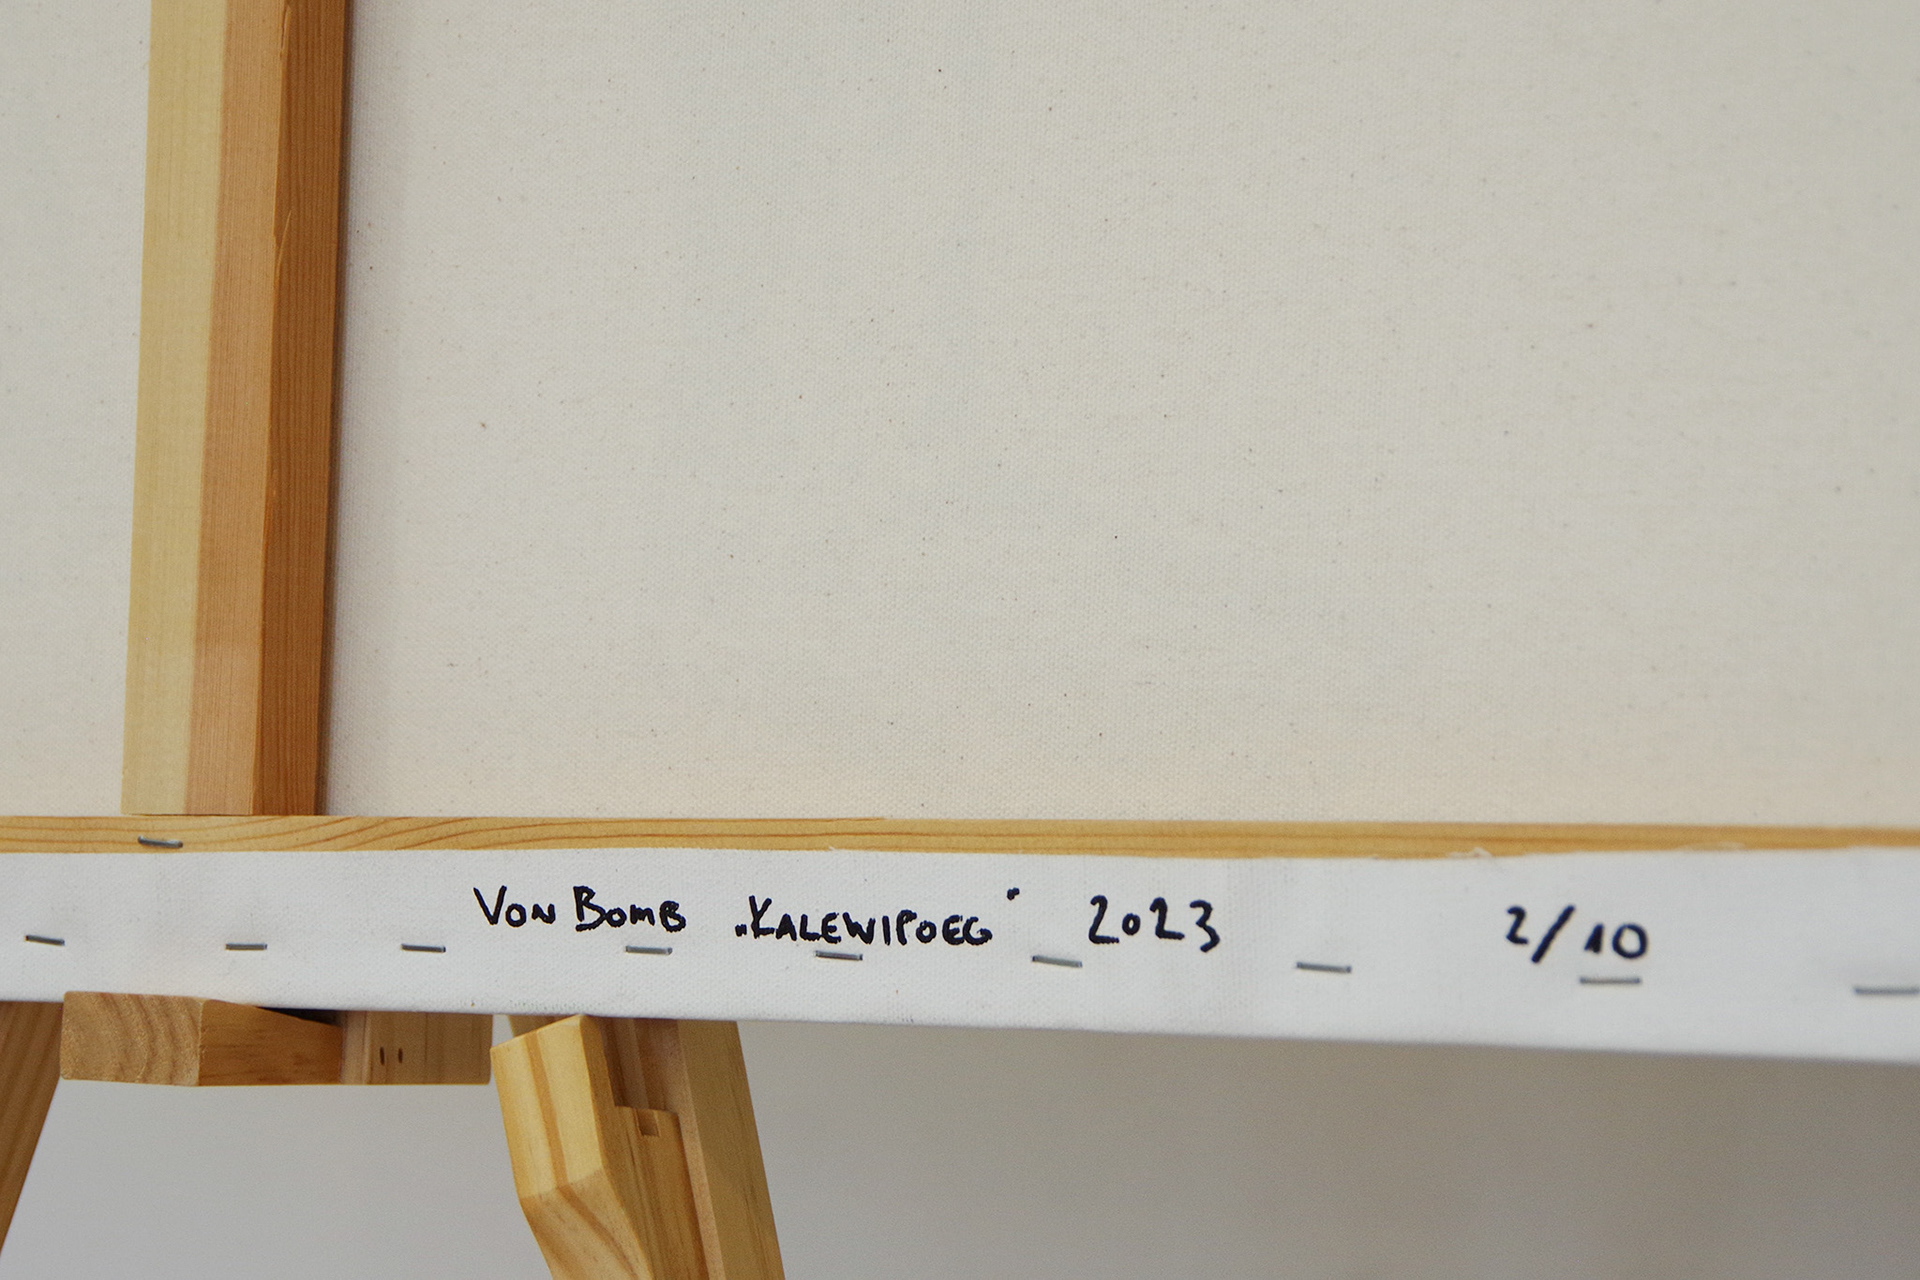 Von Bomb „Kalewipoeg" 2023 2/10